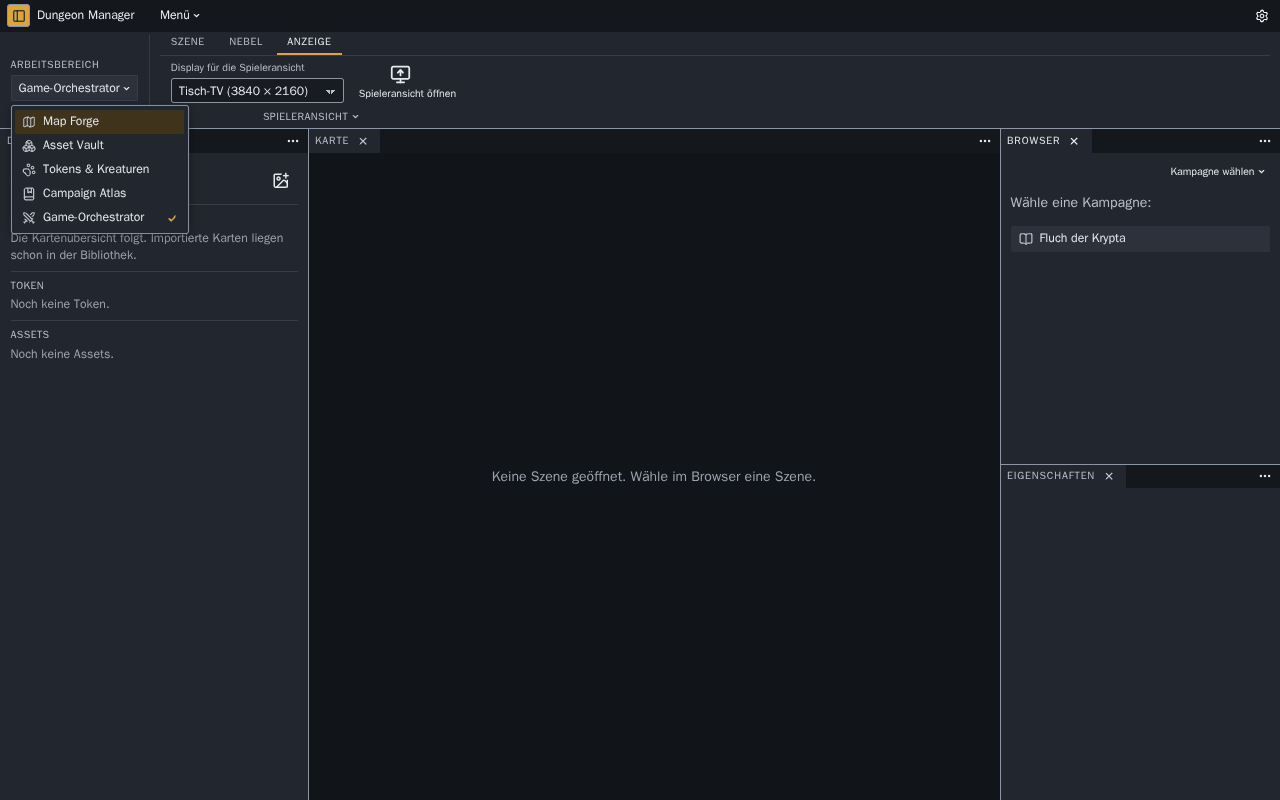 Dungeon Manager
Menü
SZENE
NEBEL
ANZEIGE
ARBEITSBEREICH
Game-Orchestrator
Display für die Spieleransicht
Tisch-TV (3840 × 2160)
Spieleransicht öffnen
SPIELERANSICHT
Map Forge
Asset Vault
Tokens & Kreaturen
Campaign Atlas
Game-Orchestrator
Die Kartenübersicht folgt. Importierte Karten liegen
schon in der Bibliothek.
TOKEN
Noch keine Token.
ASSETS
Noch keine Assets.
KARTE
Keine Szene geöffnet. Wähle im Browser eine Szene.
BROWSER
Kampagne wählen
Wähle eine Kampagne:
Fluch der Krypta
EIGENSCHAFTEN